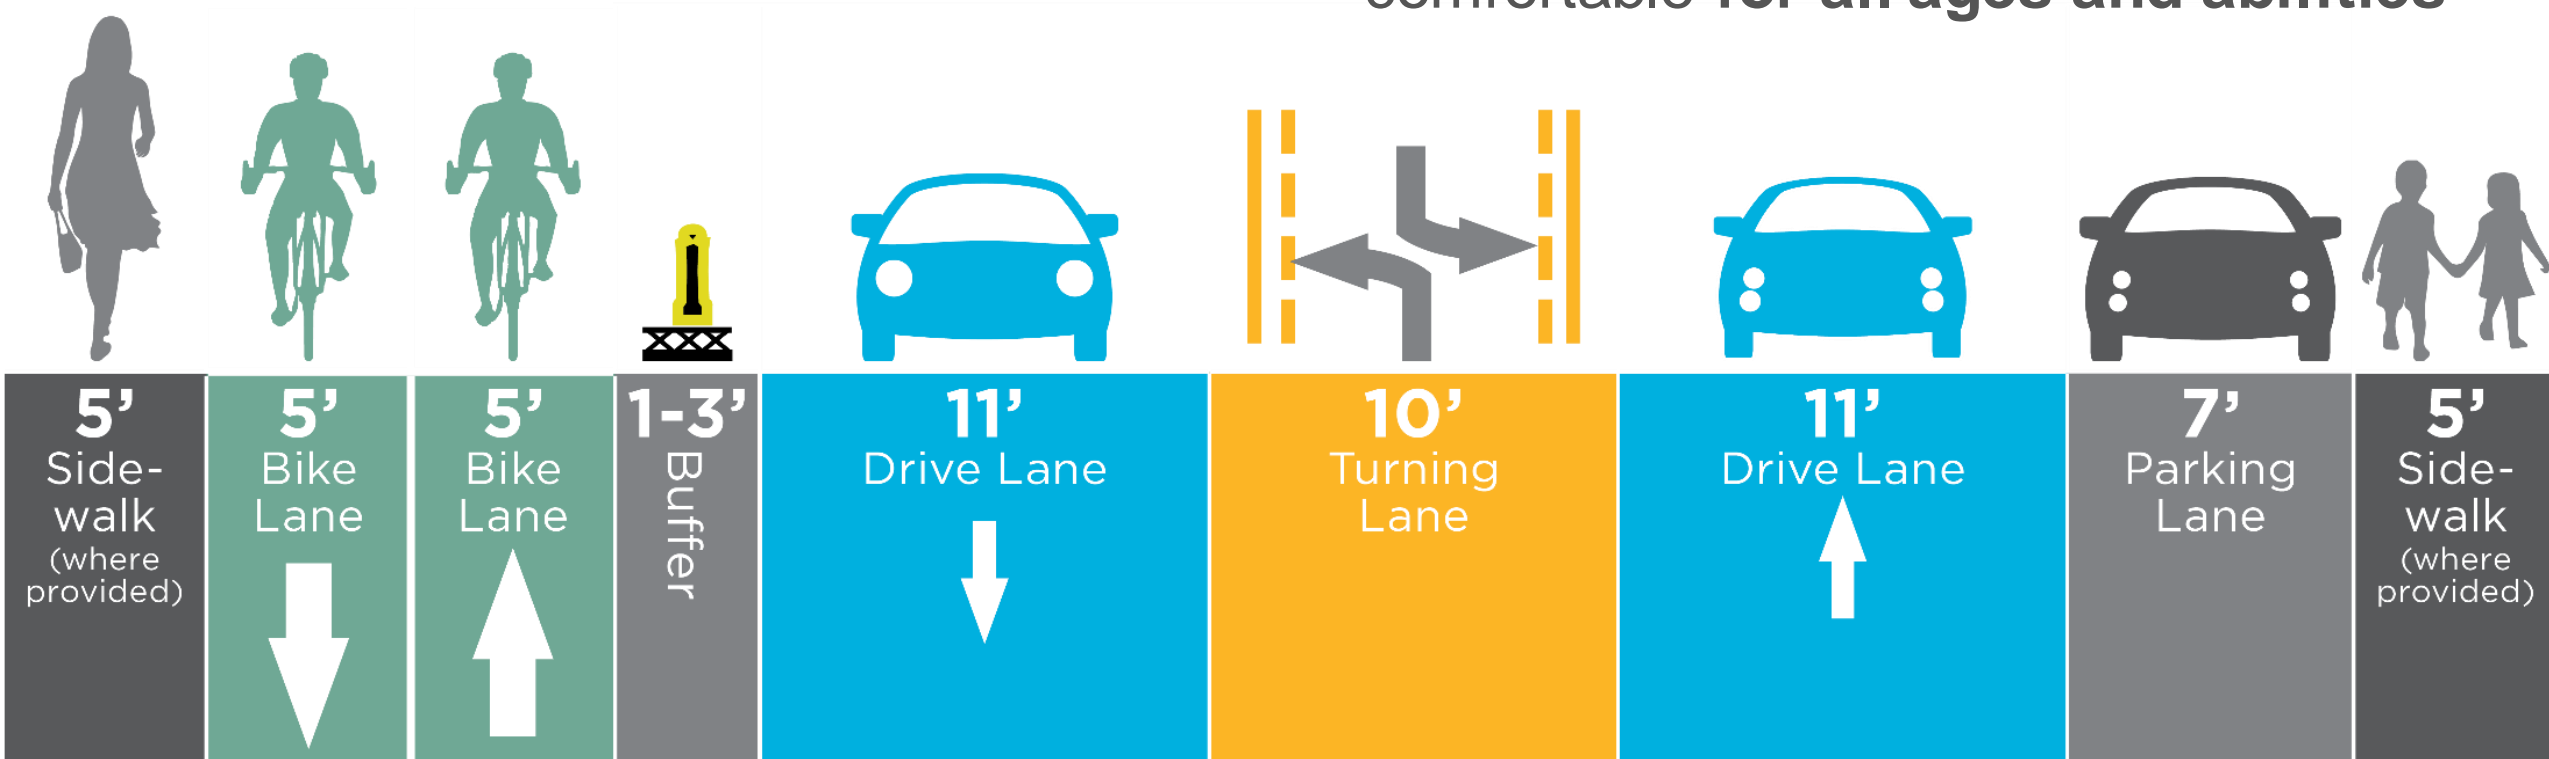 comfortable for all ages and abilities
5’
Side-
walk
(where
provided)
5’
Bike
Lane
5’
Bike
Lane
1-3’
Buffer
11’
Drive Lane
10’
Turning
Lane
11’
Drive Lane
7’
Parking
Lane
5’
Side-
walk
(where
provided)